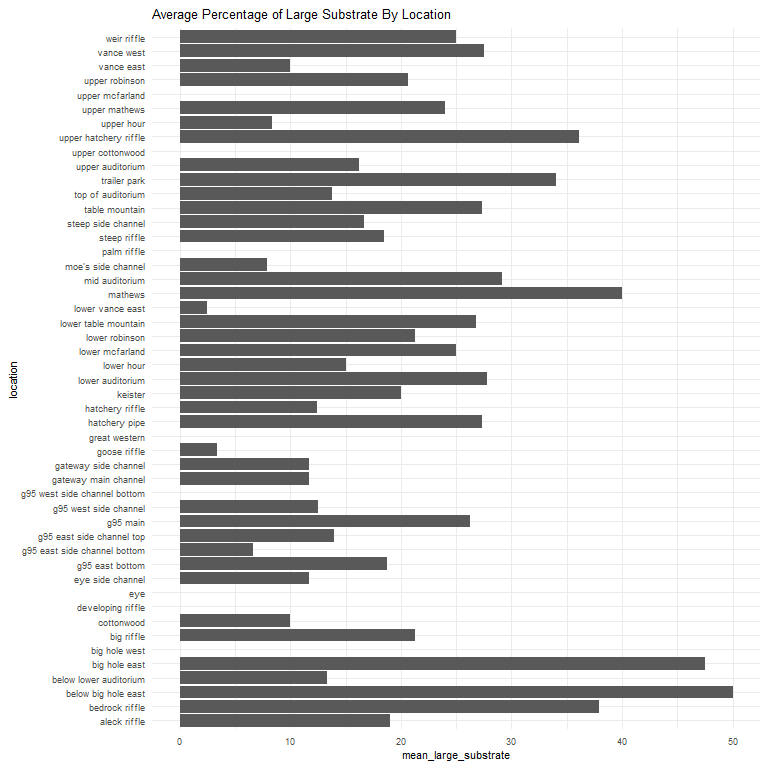 Average Percentage of Large Substrate By Location
weir riffle
vance west
vance east
upper robinson
upper mcfarland
upper mathews
upper hour
upper hatchery riffle
upper cottonwood
upper auditorium
trailer park
top of auditorium
table mountain
steep side channel
steep riffle
palm riffle
moe's side channel
mid auditorium
mathews
lower vance east
lower table mountain
lower robinson
lower mcfarland
lower hour
lower auditorium
keister
hatchery riffle
hatchery pipe
great western
goose riffle
gateway side channel
gateway main channel
g95 west side channel bottom
g95 west side channel
g95 main
g95 east side channel top
g95 east side channel bottom
g95 east bottom
eye side channel
eye
developing riffle
cottonwood
big riffle
big hole west
big hole east
below lower auditorium
below big hole east
bedrock riffle
aleck riffle
location
0 10 20 30 40 50
mean_large_substrate